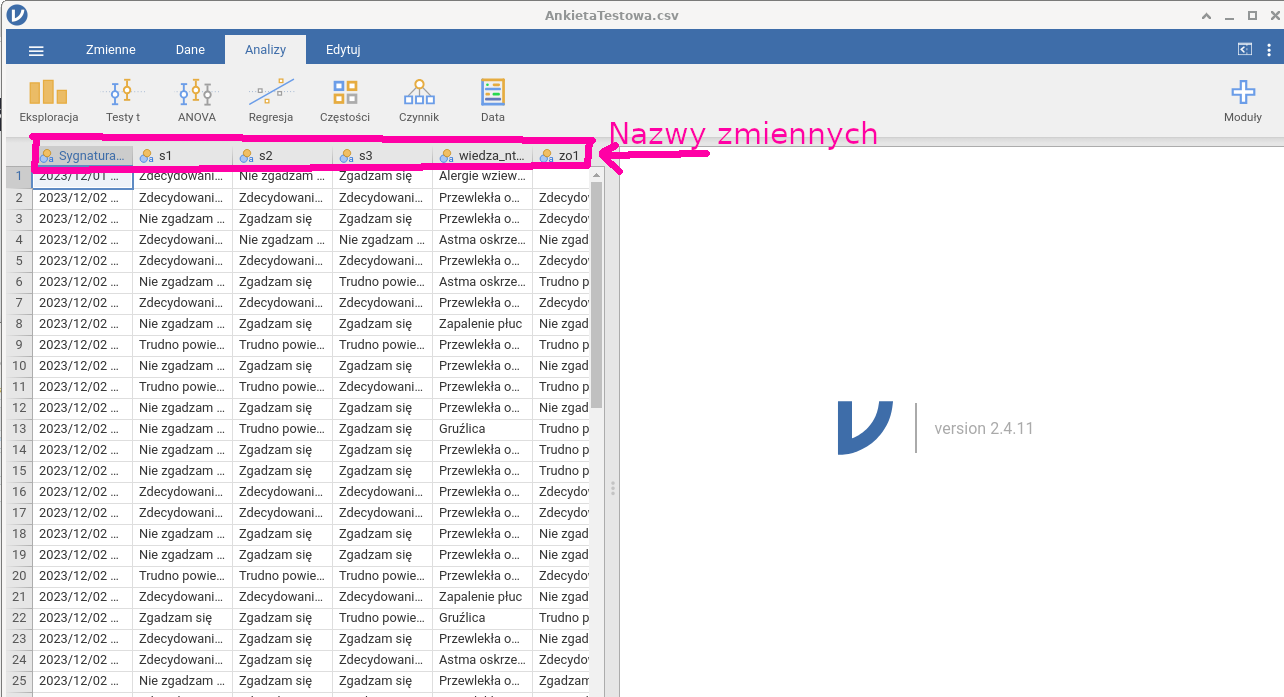 AnkietaTestowa.csv
Zmienne Dane Analizy Edytuj
Eksploracja Testy t ANOVA Regresja Częstości Czynnik Data Moduły
Nazwy zmiennych
Sygnatura... s1 s2 s3 wiedza_nt... zo1
1 2023/12/01 ... Zdecydowani... Nie zgadzam ... Zgadzam się Alergie wziew...
2 2023/12/02 ... Zdecydowani... Zdecydowani... Zdecydowani... Przewlekła o... Zdecydo
3 2023/12/02 ... Nie zgadzam ... Zgadzam się Zgadzam się Przewlekła o... Zdecydo
4 2023/12/02 ... Zdecydowani... Nie zgadzam ... Nie zgadzam ... Astma oskrze... Nie zgad
5 2023/12/02 ... Zdecydowani... Zdecydowani... Zdecydowani... Przewlekła o... Zdecydo
6 2023/12/02 ... Nie zgadzam ... Zgadzam się Trudno powie... Astma oskrze... Trudno p
7 2023/12/02 ... Zdecydowani... Zdecydowani... Zdecydowani... Przewlekła o... Zdecydo
8 2023/12/02 ... Nie zgadzam ... Zgadzam się Zgadzam się Zapalenie płuc Nie zgad
9 2023/12/02 ... Trudno powie... Trudno powie... Trudno powie... Przewlekła o... Trudno p
10 2023/12/02 ... Nie zgadzam ... Zgadzam się Zgadzam się Przewlekła o... Nie zgad
11 2023/12/02 ... Trudno powie... Trudno powie... Zdecydowani... Przewlekła o... Trudno p
12 2023/12/02 ... Nie zgadzam ... Zgadzam się Zgadzam się Przewlekła o... Nie zgad
13 2023/12/02 ... Nie zgadzam ... Trudno powie... Zgadzam się Gruźlica Trudno p
14 2023/12/02 ... Nie zgadzam ... Zgadzam się Zgadzam się Przewlekła o... Trudno p
15 2023/12/02 ... Nie zgadzam ... Zgadzam się Zgadzam się Przewlekła o... Trudno p
16 2023/12/02 ... Zdecydowani... Zdecydowani... Zdecydowani... Przewlekła o... Zdecydo
17 2023/12/02 ... Zdecydowani... Zdecydowani... Zdecydowani... Przewlekła o... Zdecydo
18 2023/12/02 ... Nie zgadzam ... Zgadzam się Zgadzam się Przewlekła o... Nie zgad
19 2023/12/02 ... Nie zgadzam ... Zgadzam się Zgadzam się Przewlekła o... Nie zgad
20 2023/12/02 ... Trudno powie... Trudno powie... Trudno powie... Przewlekła o... Zdecydo
21 2023/12/02 ... Zdecydowani... Zdecydowani... Zdecydowani... Zapalenie płuc Nie zgad
22 2023/12/02 ... Zgadzam się Zgadzam się Trudno powie... Gruźlica Trudno p
23 2023/12/02 ... Zdecydowani... Zgadzam się Zgadzam się Przewlekła o... Nie zgad
24 2023/12/02 ... Zdecydowani... Zgadzam się Zdecydowani... Astma oskrze... Zdecydo
25 2023/12/02 ... Nie zgadzam ... Zgadzam się Zgadzam się Przewlekła o... Zgadzam
version 2.4.11